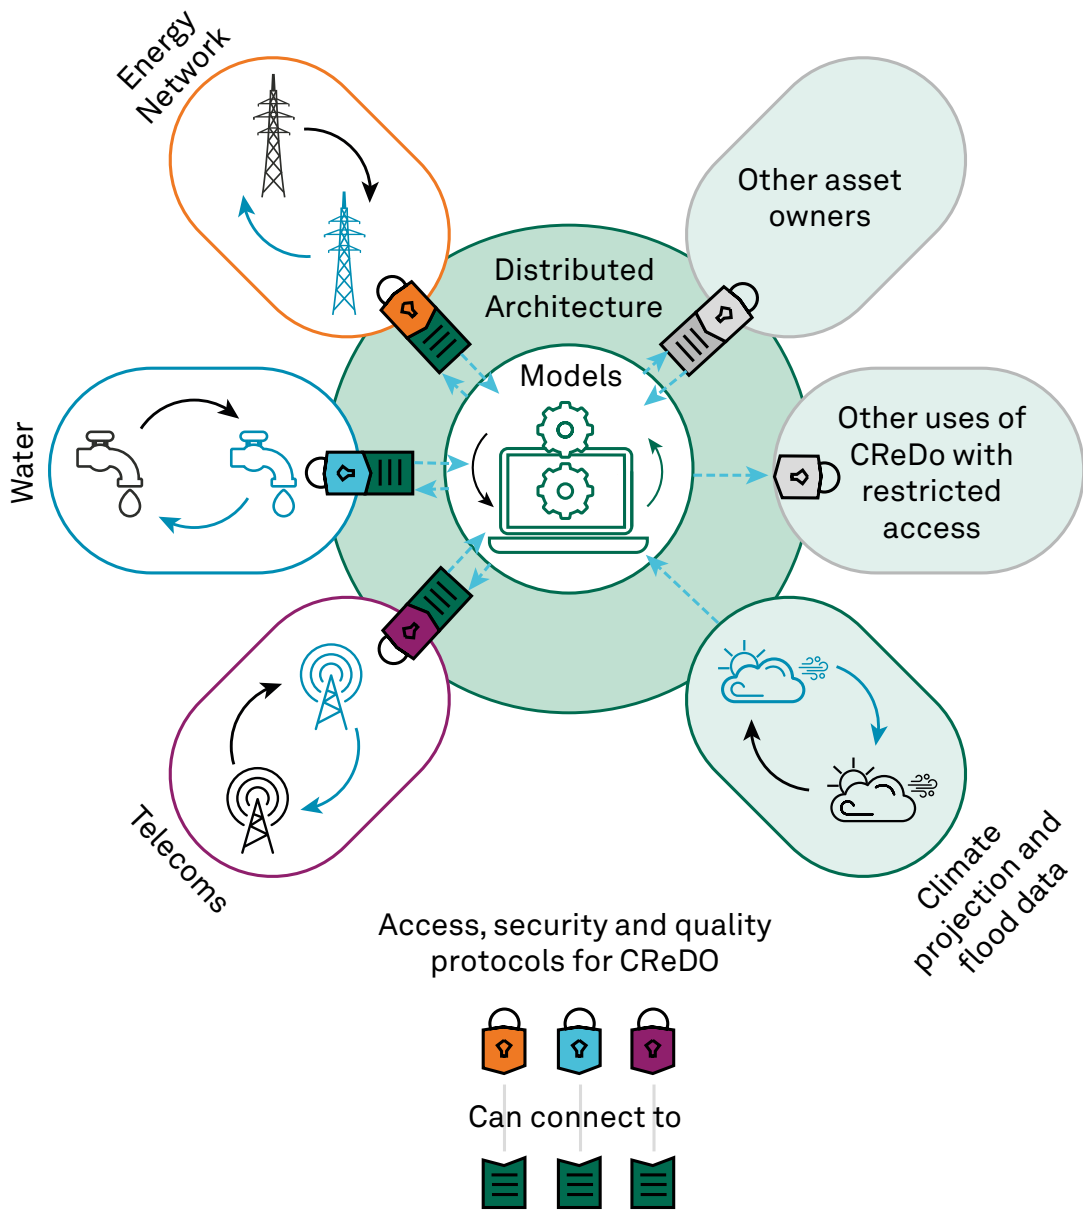 Energy
Network
Other asset
owners
Distributed
Architecture
Models
Water
Other uses of
CReDo with
restricted
access
Telecoms
Climate
projection and
flood data
Access, security and quality
protocols for CReDO
Can connect to